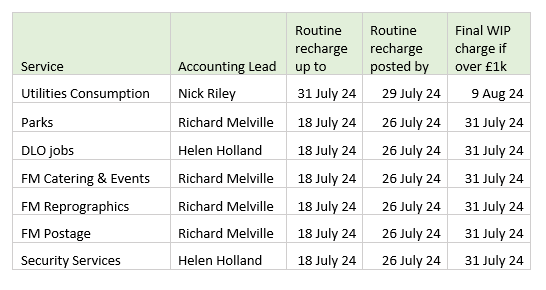 Service Accounting Lead Routine recharge up to Routine recharge posted by Final WIP charge if over £1k
Utilities Consumption Nick Riley 31 July 24 29 July 24 9 Aug 24
Parks Richard Melville 18 July 24 26 July 24 31 July 24
DLO jobs Helen Holland 18 July 24 26 July 24 31 July 24
FM Catering & Events Richard Melville 18 July 24 26 July 24 31 July 24
FM Reprographics Richard Melville 18 July 24 26 July 24 31 July 24
FM Postage Richard Melville 18 July 24 26 July 24 31 July 24
Security Services Helen Holland 18 July 24 26 July 24 31 July 24